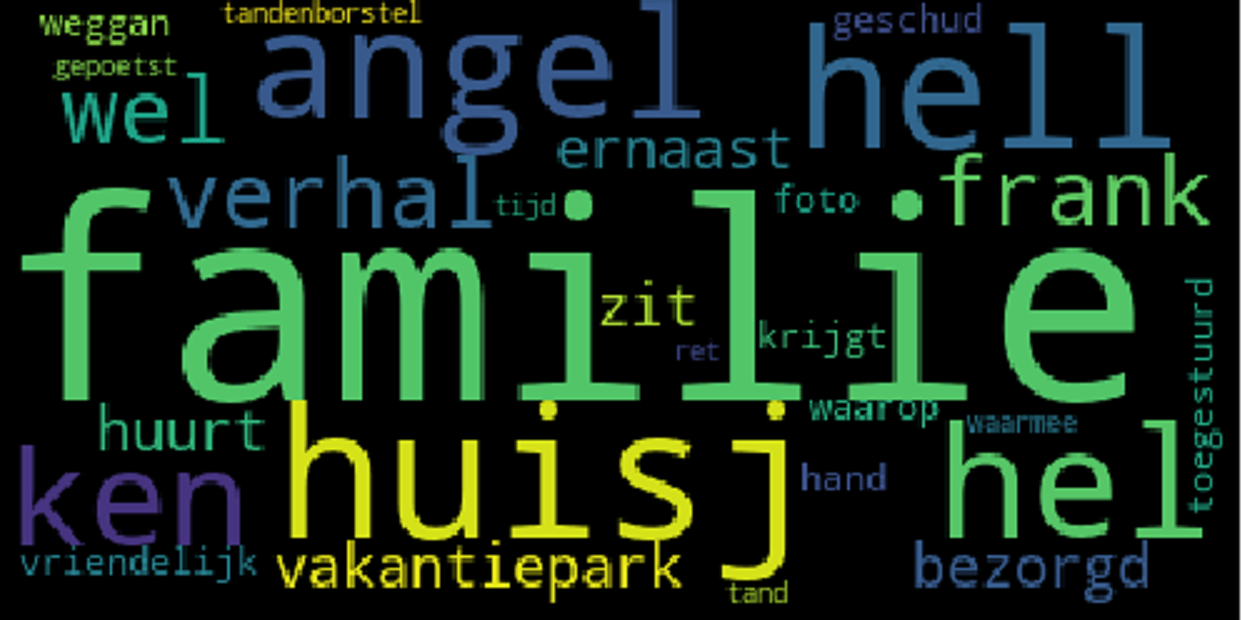 weggan
tandenborstel
angel
hell
geschud
gepoetst
wel
ernaast
verhal
tijd
foto
frank
familie
zit
ret
krijgt
toegestuurd
huurt
huisj
waarop
waarmee
ken
hand
hel
vriendelijk
vakantiepark
tand
bezorgd